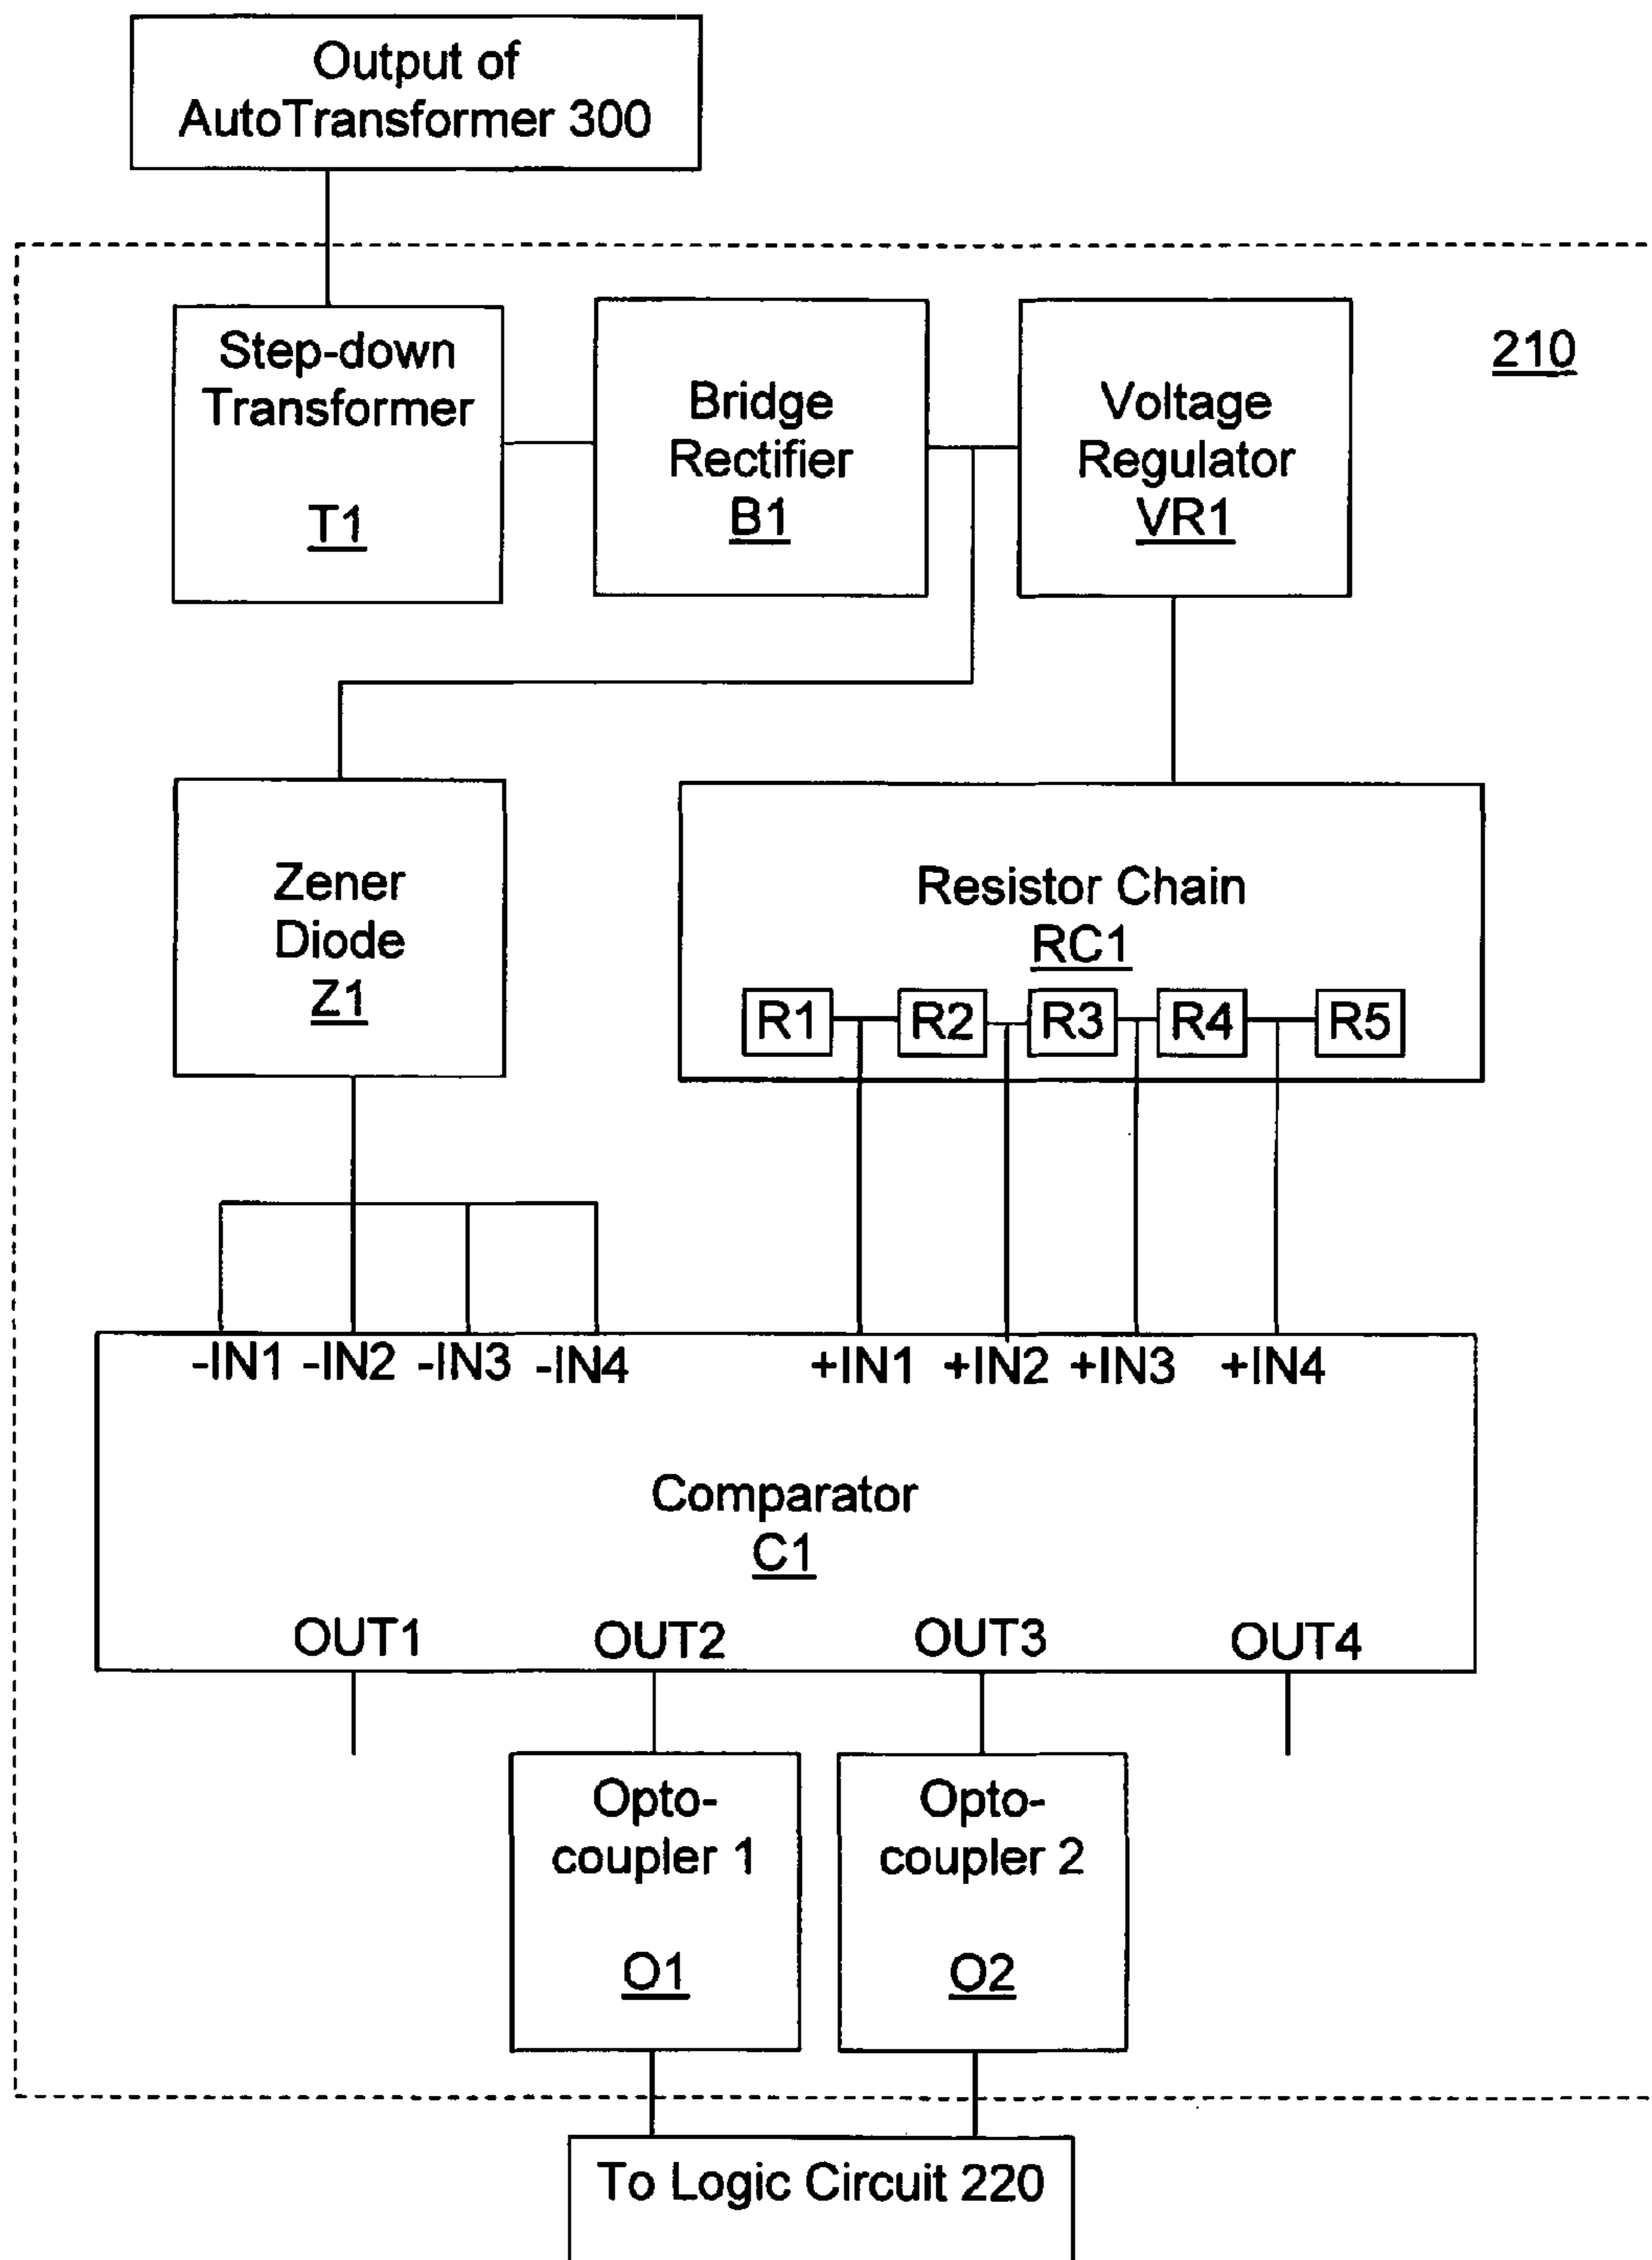 Output of
AutoTransformer 300
210
Step-down
Transformer
T1
Bridge
Rectifier
B1
Voltage
Regulator
VR1
Zener
Diode
Z1
Resistor Chain
RC1
R1 R2 R3 R4 R5
-IN1 -IN2 -IN3 -IN4 +IN1 +IN2 +IN3 +IN4
Comparator
C1
OUT1 OUT2 OUT3 OUT4
Opto-
coupler 1
O1
Opto-
coupler 2
O2
To Logic Circuit 220